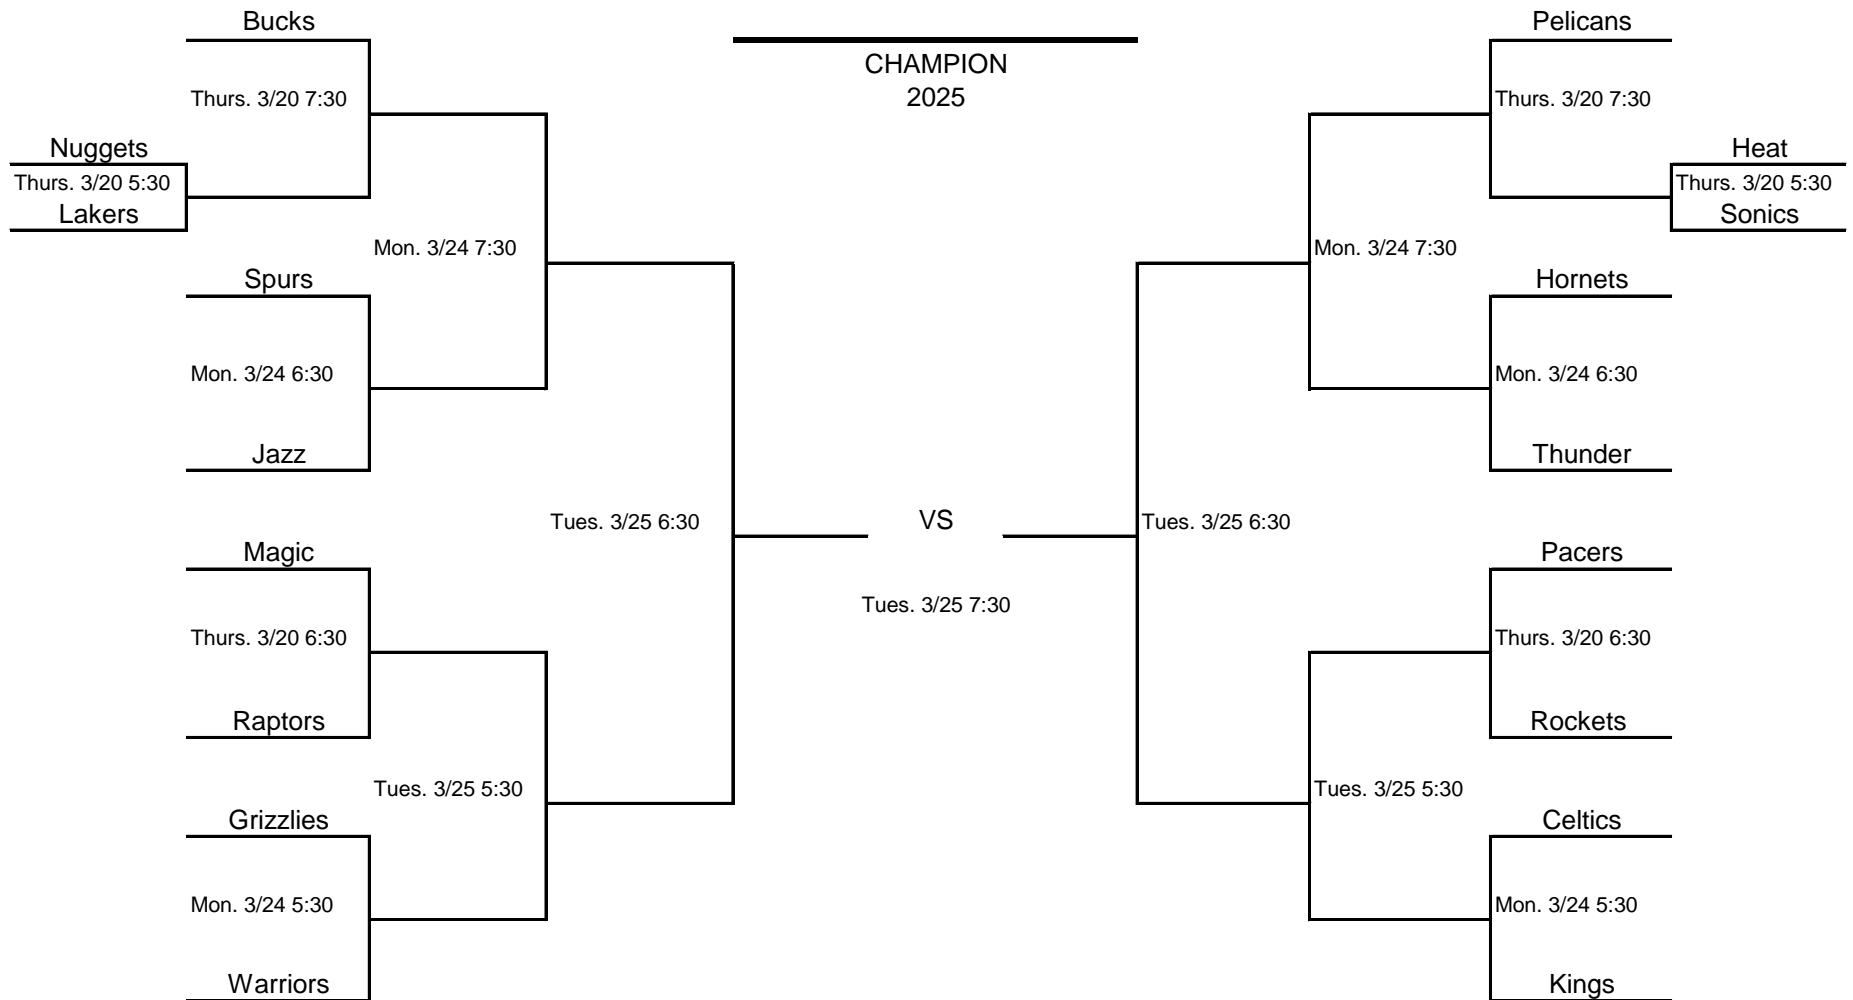 Bucks
Pelicans
CHAMPION
2025
Thurs. 3/20 7:30
Thurs. 3/20 7:30
Nuggets
Heat
Thurs. 3/20 5:30
Thurs. 3/20 5:30
Lakers
Sonics
Mon. 3/24 7:30
Mon. 3/24 7:30
Spurs
Hornets
Mon. 3/24 6:30
Mon. 3/24 6:30
Jazz
Thunder
Tues. 3/25 6:30
VS
Tues. 3/25 6:30
Magic
Pacers
Tues. 3/25 7:30
Thurs. 3/20 6:30
Thurs. 3/20 6:30
Raptors
Rockets
Tues. 3/25 5:30
Tues. 3/25 5:30
Grizzlies
Celtics
Mon. 3/24 5:30
Mon. 3/24 5:30
Warriors
Kings